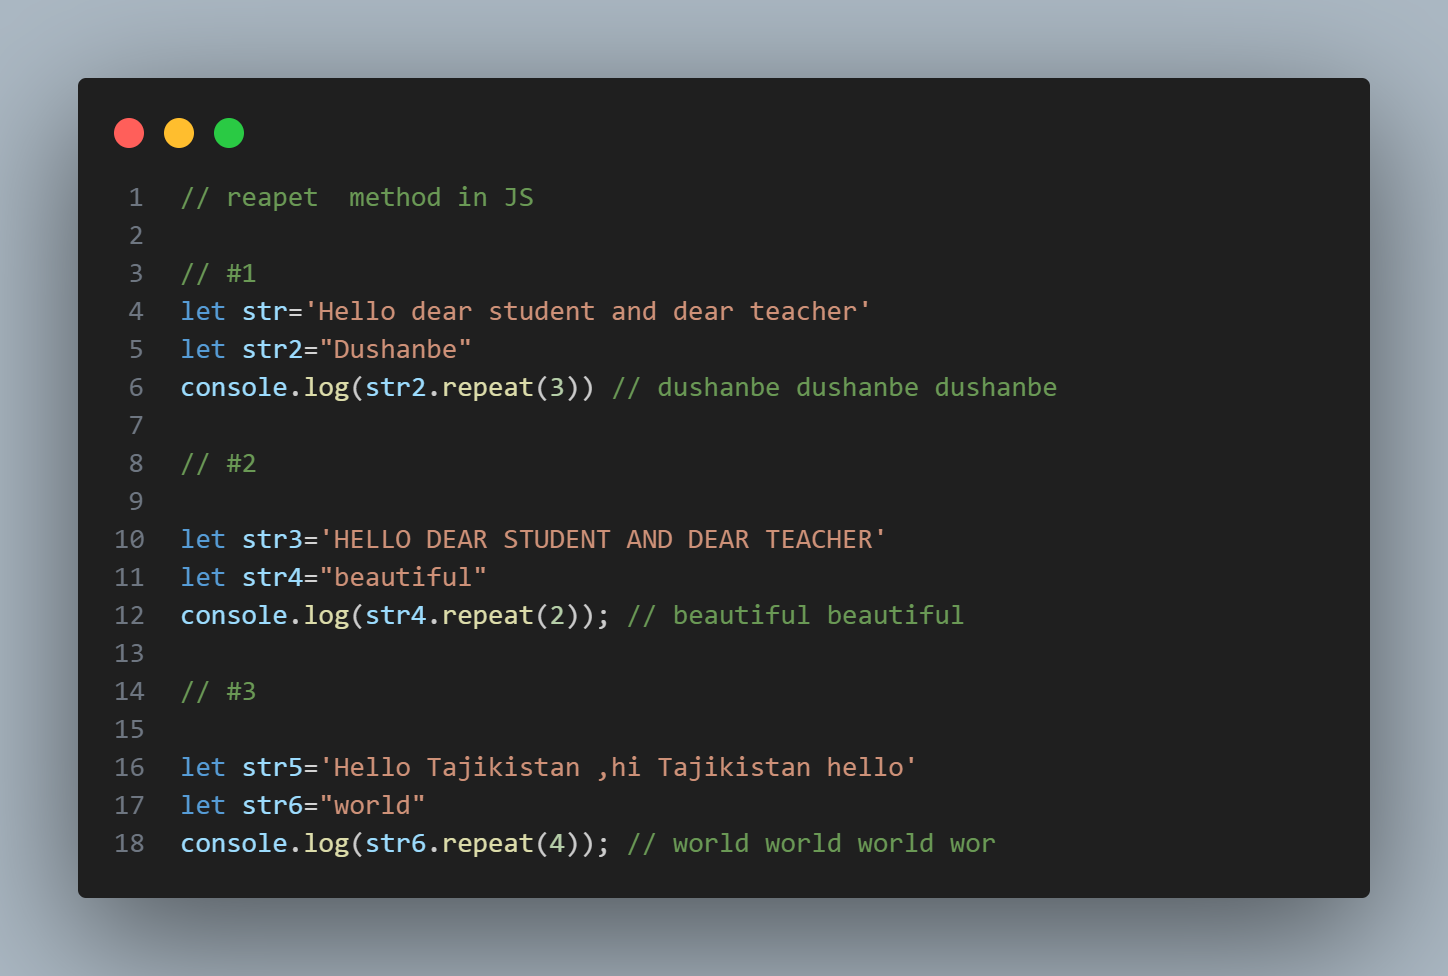 1 // reapet  method in JS
2
3 // #1
4 let str='Hello dear student and dear teacher'
5 let str2="Dushanbe"
6 console.log(str2.repeat(3)) // dushanbe dushanbe dushanbe
7
8 // #2
9
10 let str3='HELLO DEAR STUDENT AND DEAR TEACHER'
11 let str4="beautiful"
12 console.log(str4.repeat(2)); // beautiful beautiful
13
14 // #3
15
16 let str5='Hello Tajikistan ,hi Tajikistan hello'
17 let str6="world"
18 console.log(str6.repeat(4)); // world world world wor